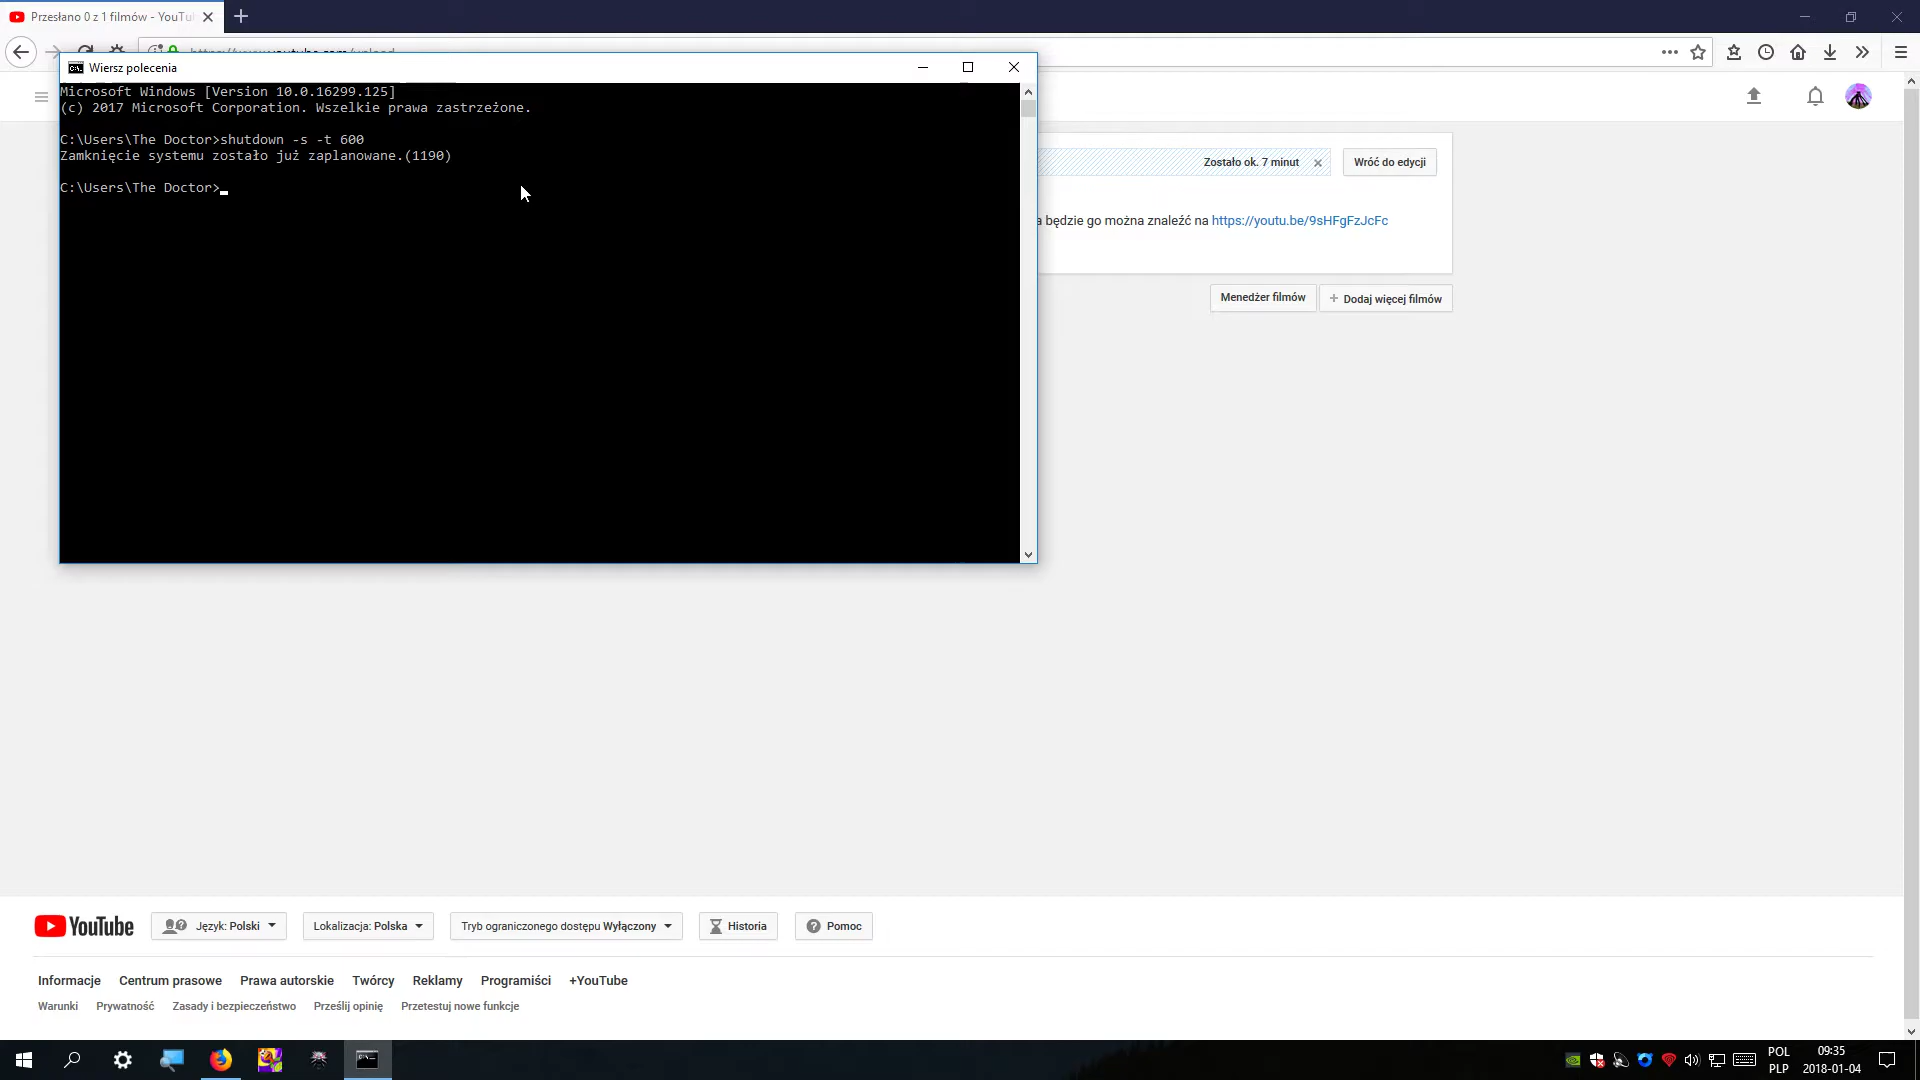 Przesłano 0 z 1 filmów - YouTu
Wiersz polecenia
Microsoft Windows [Version 10.0.16299.125]
(c) 2017 Microsoft Corporation. Wszelkie prawa zastrzeżone.
C:\Users\The Doctor>shutdown -s -t 600
Zamknięcie systemu zostało już zaplanowane.(1190)
C:\Users\The Doctor>
Zostało ok. 7 minut
Wróć do edycji
a będzie go można znaleźć na https://youtu.be/9sHFgFzJcFc
Menedżer filmów
+ Dodaj więcej filmów
YouTube
Język: Polski
Lokalizacja: Polska
Tryb ograniczonego dostępu Wyłączony
Historia
Pomoc
Informacje Centrum prasowe Prawa autorskie Twórcy Reklamy Programiści +YouTube
Warunki Prywatność Zasady i bezpieczeństwo Prześlij opinię Przetestuj nowe funkcje
POL
PLP
09:35
2018-01-04